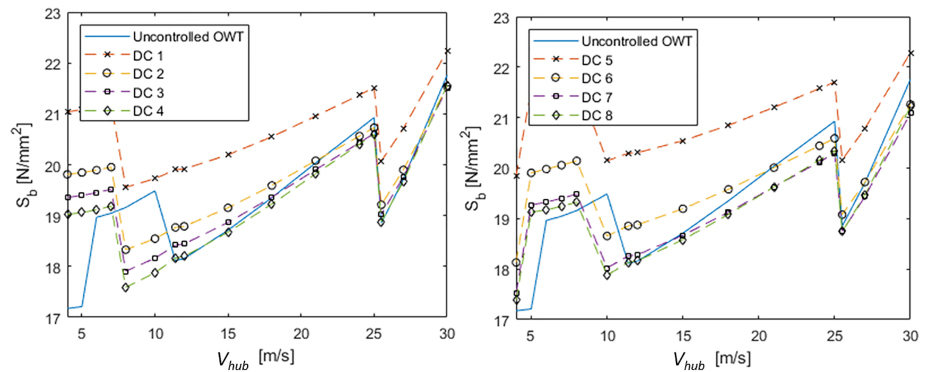 23
22
21
20
19
18
17
S_b [N/mm²]
Uncontrolled OWT
DC 1
DC 2
DC 3
DC 4
5
10
15
20
25
30
V_hub [m/s]
23
22
21
20
19
18
17
S_b [N/mm²]
Uncontrolled OWT
DC 5
DC 6
DC 7
DC 8
5
10
15
20
25
30
V_hub [m/s]